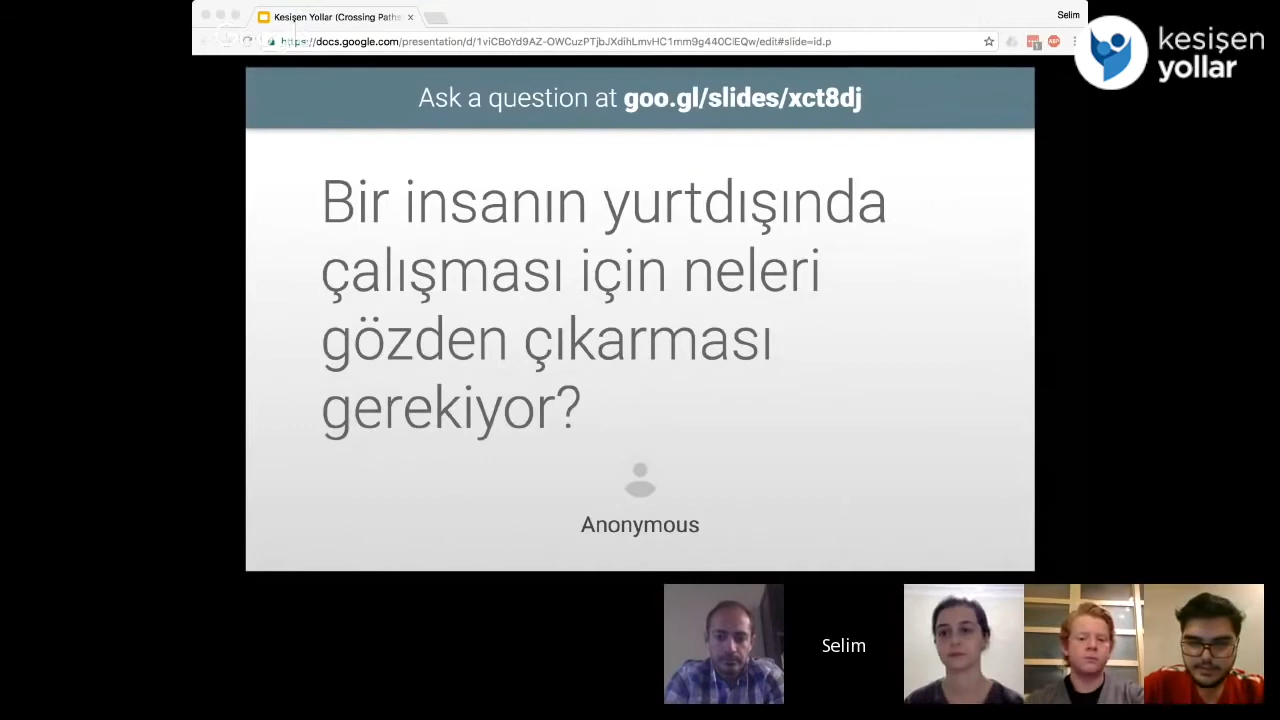 Kesişen Yollar (Crossing Paths
Selim
https://docs.google.com/presentation/d/1viCBoYd9AZ-OWCuzPTjbJXdihLmvHC1mm9g440ClEQw/edit#slide=id.p
kesişen
yollar
Ask a question at goo.gl/slides/xct8dj
Bir insanın yurtdışında
çalışması için neleri
gözden çıkarması
gerekiyor?
Anonymous
Selim